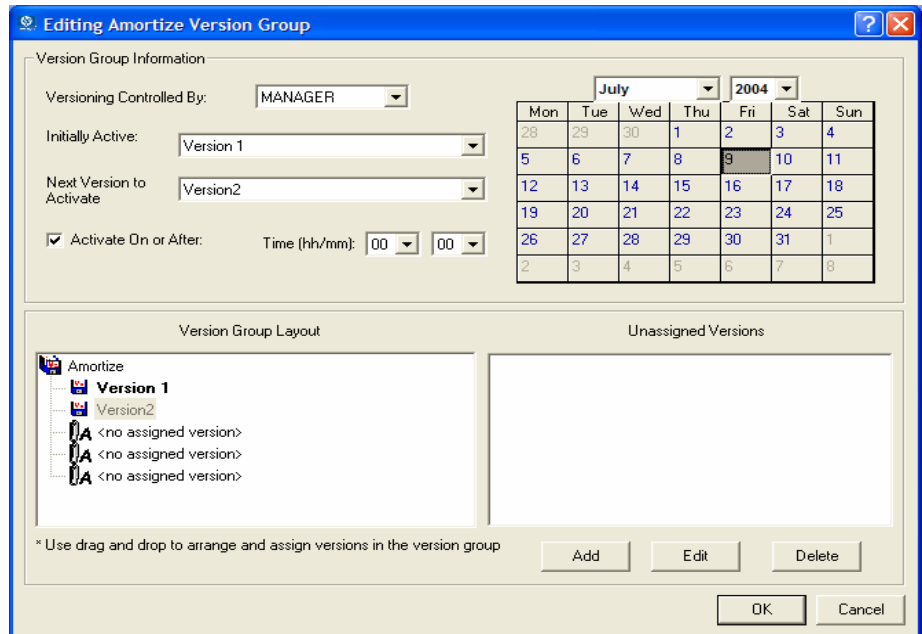 Editing Amortize Version Group
Version Group Information
Versioning Controlled By: MANAGER
Initially Active: Version 1
Next Version to
Activate
Version2
Activate On or After: Time (hh/mm): 00 00
July 2004
Mon Tue Wed Thu Fri Sat Sun
28 29 30 1 2 3 4
5 6 7 8 9 10 11
12 13 14 15 16 17 18
19 20 21 22 23 24 25
26 27 28 29 30 31 1
2 3 4 5 6 7 8
Version Group Layout
Amortize
Version 1
Version2
<no assigned version>
<no assigned version>
<no assigned version>
Unassigned Versions
* Use drag and drop to arrange and assign versions in the version group
Add Edit Delete
OK Cancel